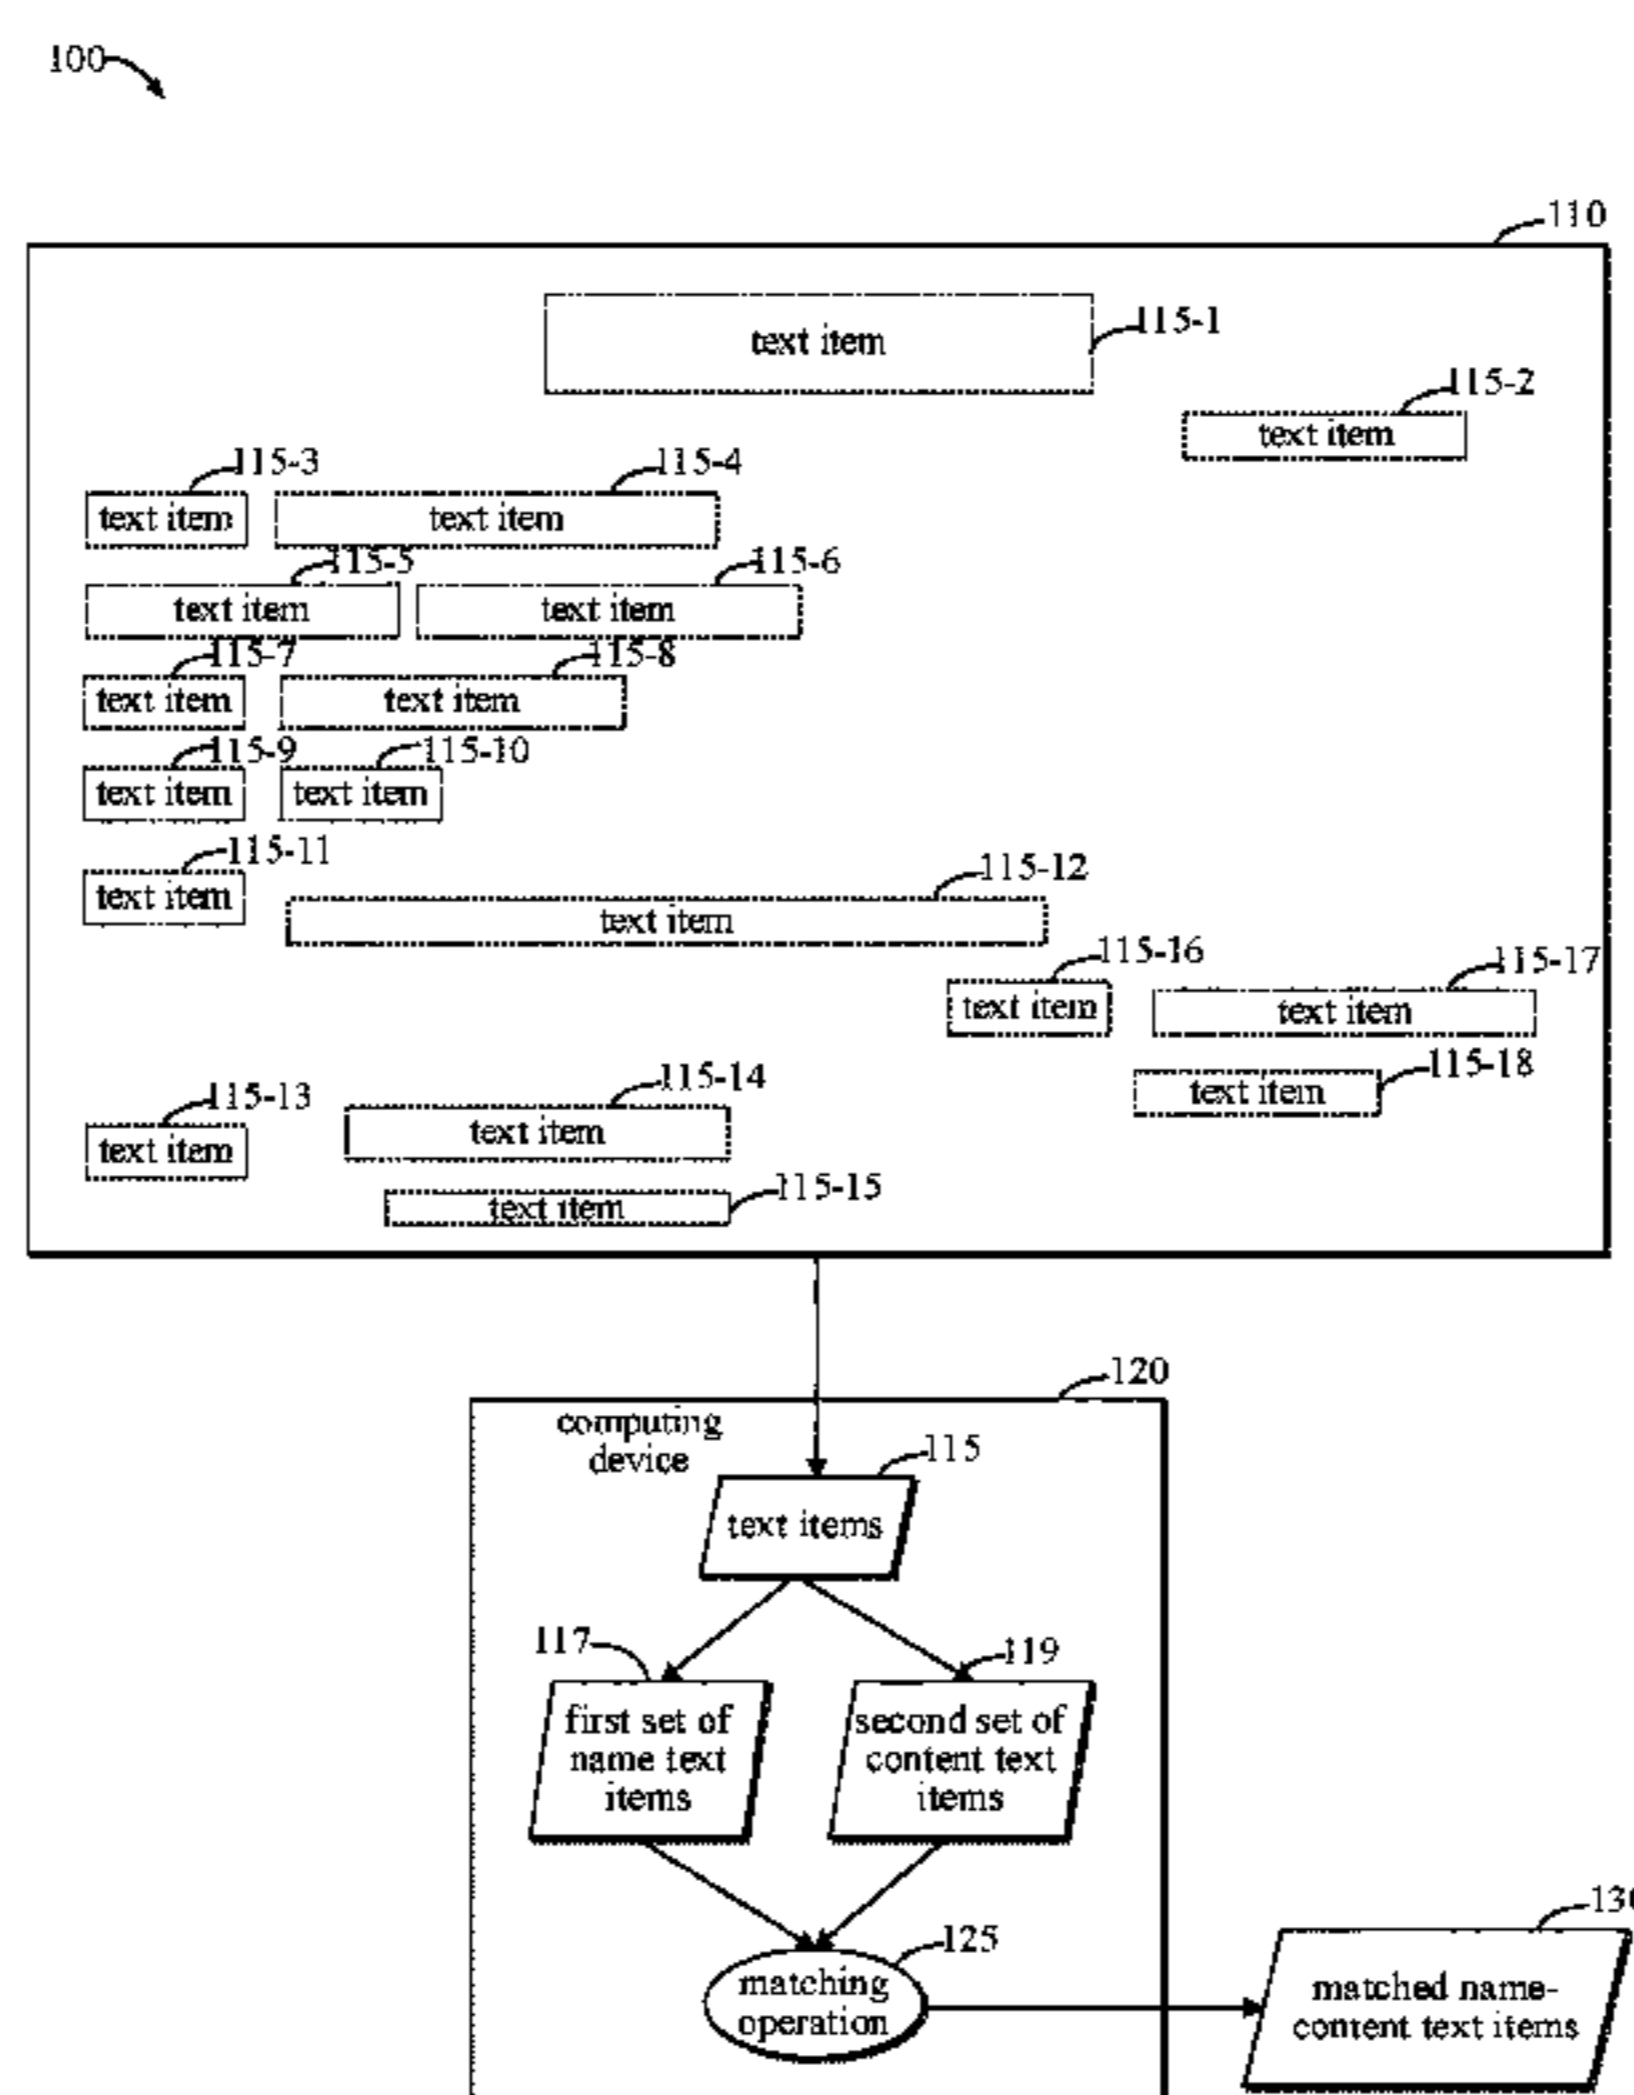 100
110
text item
115-1
115-2
text item
115-3
115-4
text item
text item
115-5
115-6
text item
text item
115-7
115-8
text item
text item
115-9
115-10
text item
text item
115-11
text item
115-12
text item
115-16
115-17
text item
text item
115-18
text item
115-13
115-14
text item
text item
115-15
text item
120
computing
device
115
text items
117
119
first set of
name text
items
second set of
content text
items
125
matching
operation
130
matched name-
content text items